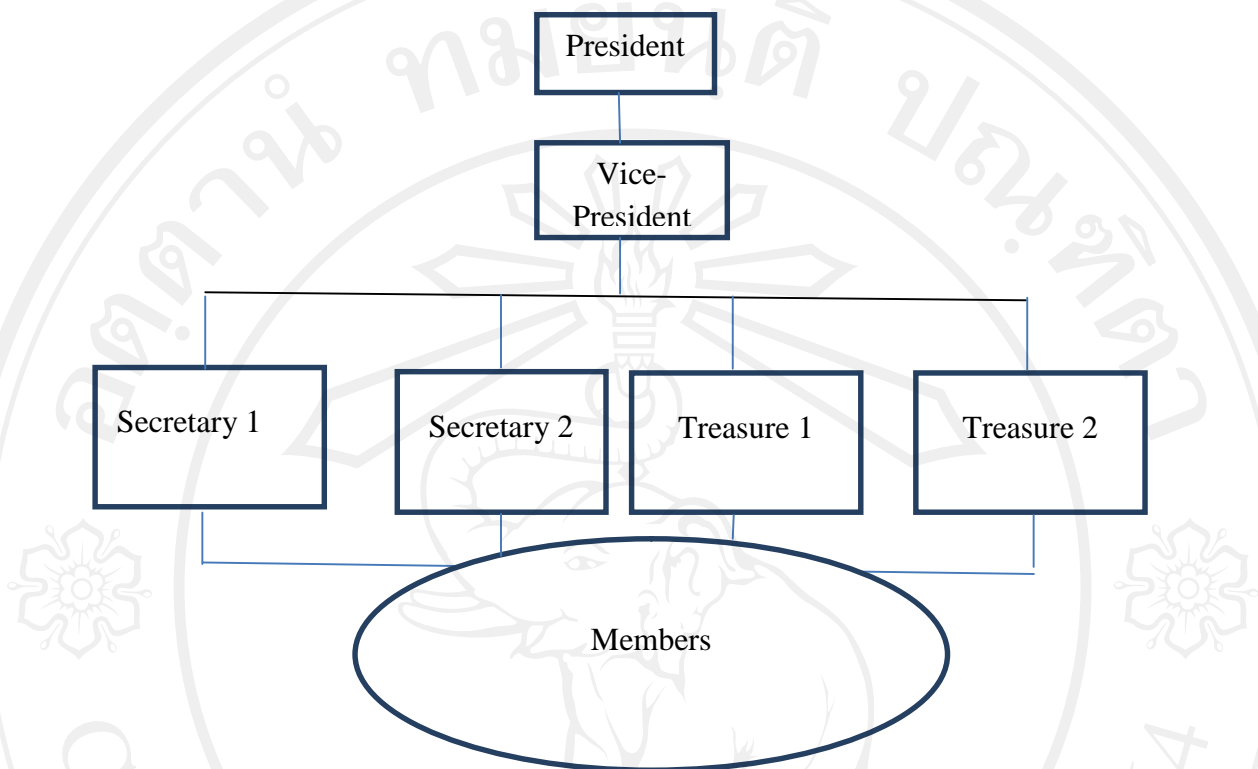 President
Vice-
President
Secretary 1
Secretary 2
Treasure 1
Treasure 2
Members